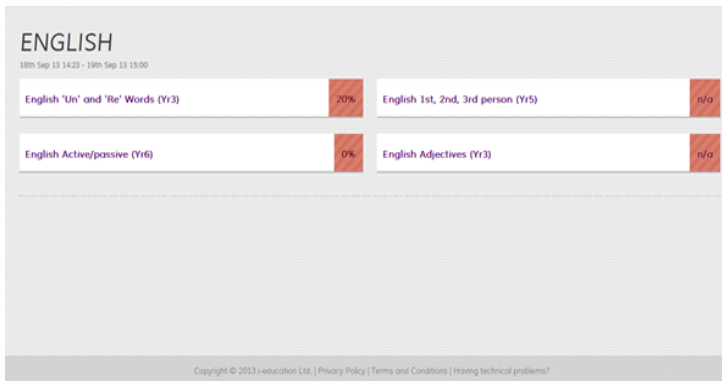 ENGLISH
18th Sep 13 14:23 - 19th Sep 13 15:00
English 'Un' and 'Re' Words (Yr3) 20% English 1st, 2nd, 3rd person (Yr5) n/a
English Active/passive (Yr6) 0% English Adjectives (Yr3) n/a
Copyright © 2013 i-education Ltd. | Privacy Policy | Terms and Conditions | Having technical problems?